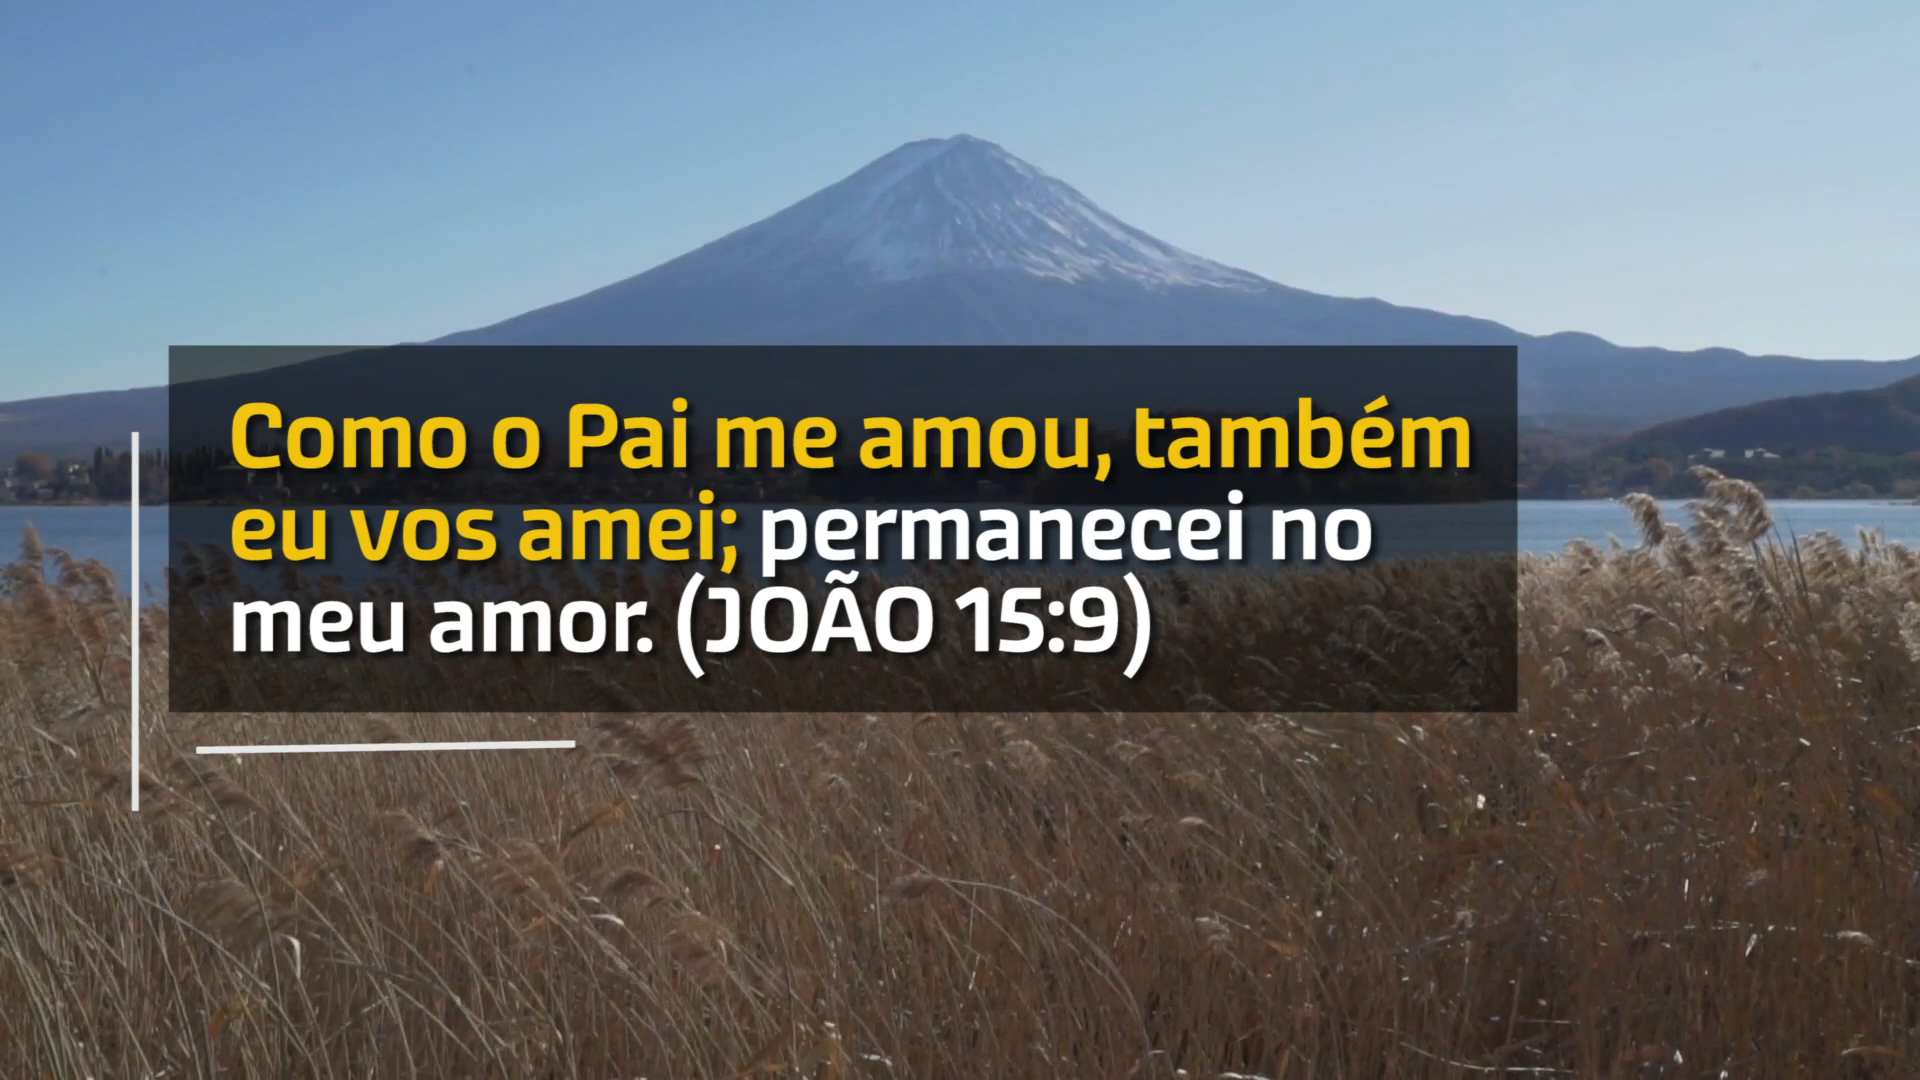 Como o Pai me amou, também
eu vos amei; permanecei no
meu amor. (JOÃO 15:9)